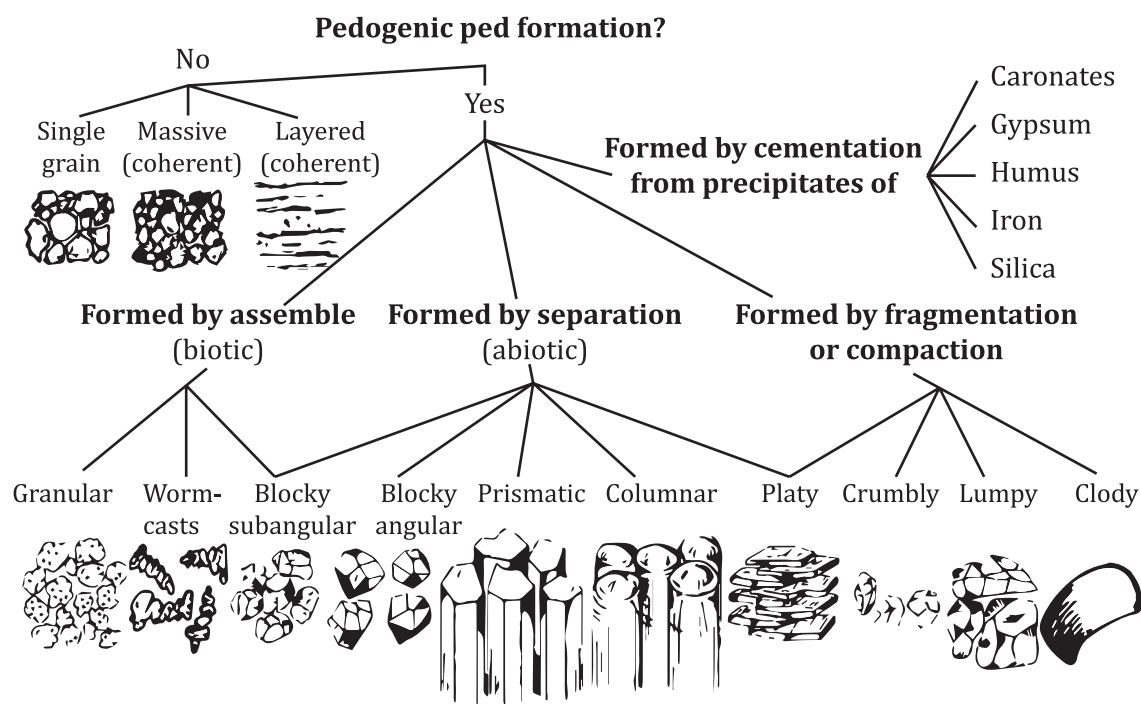 Pedogenic ped formation?
No
Yes
Single
grain
Massive
(coherent)
Layered
(coherent)
Formed by cementation
from precipitates of
Caronates
Gypsum
Humus
Iron
Silica
Formed by assemble
(biotic)
Formed by separation
(abiotic)
Formed by fragmentation
or compaction
Granular
Worm-
casts
Blocky
subangular
Blocky
angular
Prismatic
Columnar
Platy
Crumbly
Lumpy
Clody